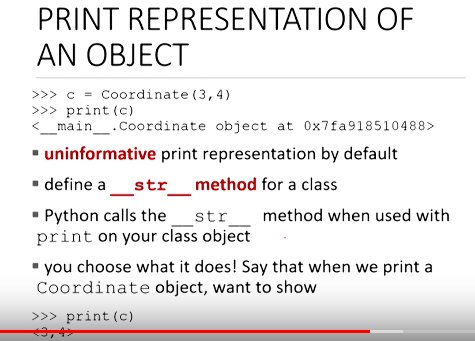 PRINT REPRESENTATION OF
AN OBJECT
>>> c = Coordinate(3,4)
>>> print(c)
<__main__.Coordinate object at 0x7fa918510488>
▪ uninformative print representation by default
▪ define a __str__ method for a class
▪ Python calls the __str__ method when used with
print on your class object
▪ you choose what it does! Say that when we print a
Coordinate object, want to show
>>> print(c)
<3,4>